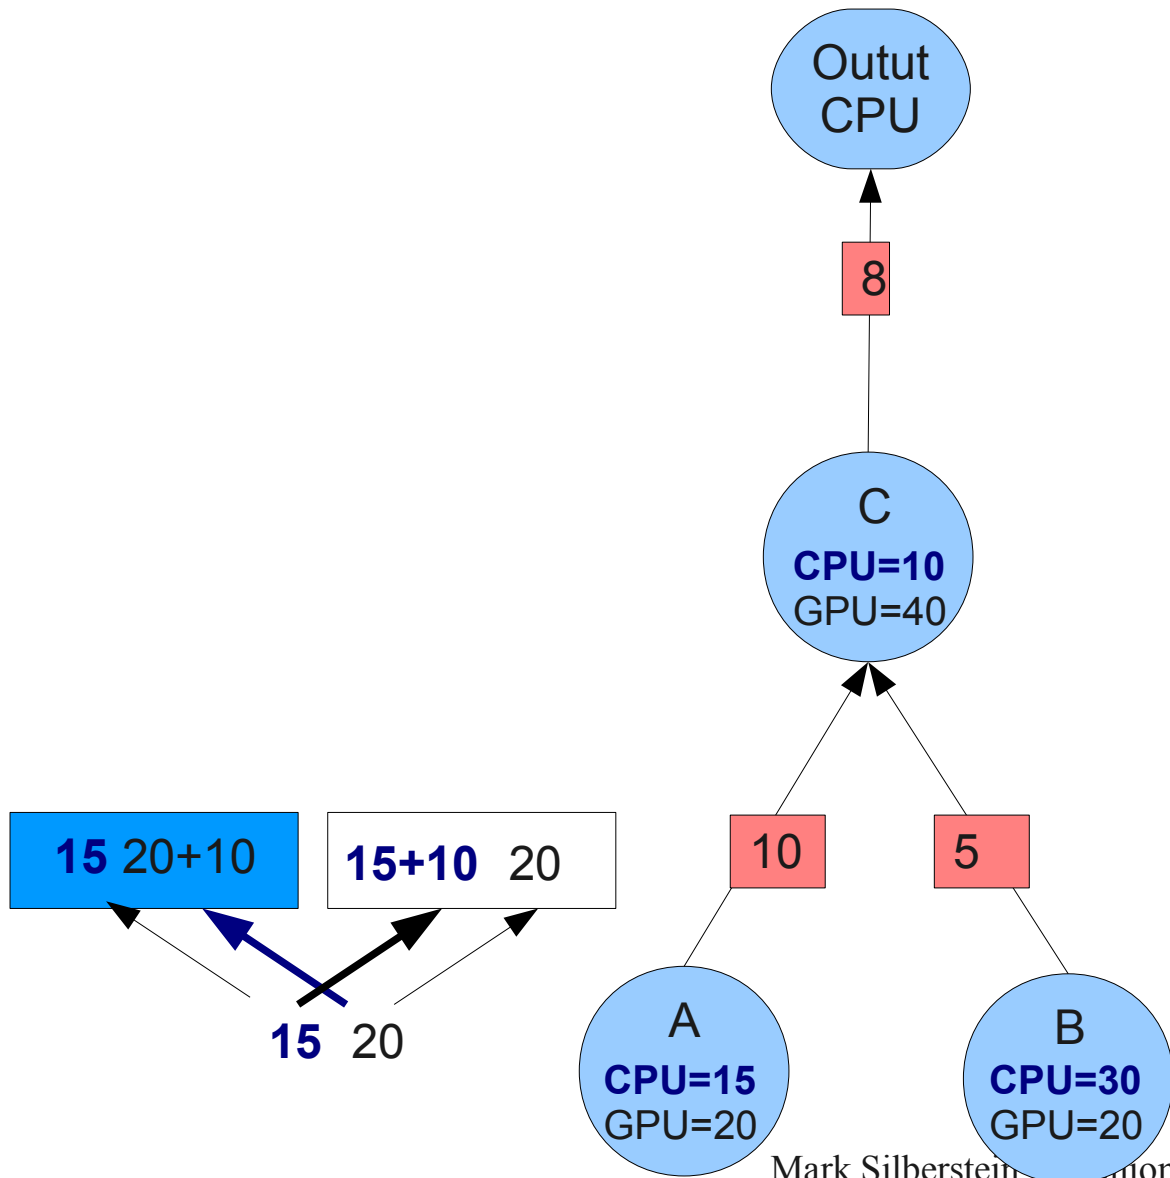 Outut
CPU
8
C
CPU=10
GPU=40
15 20+10
15+10 20
10
5
15 20
A
CPU=15
GPU=20
B
CPU=30
GPU=20
Mark Silberstein